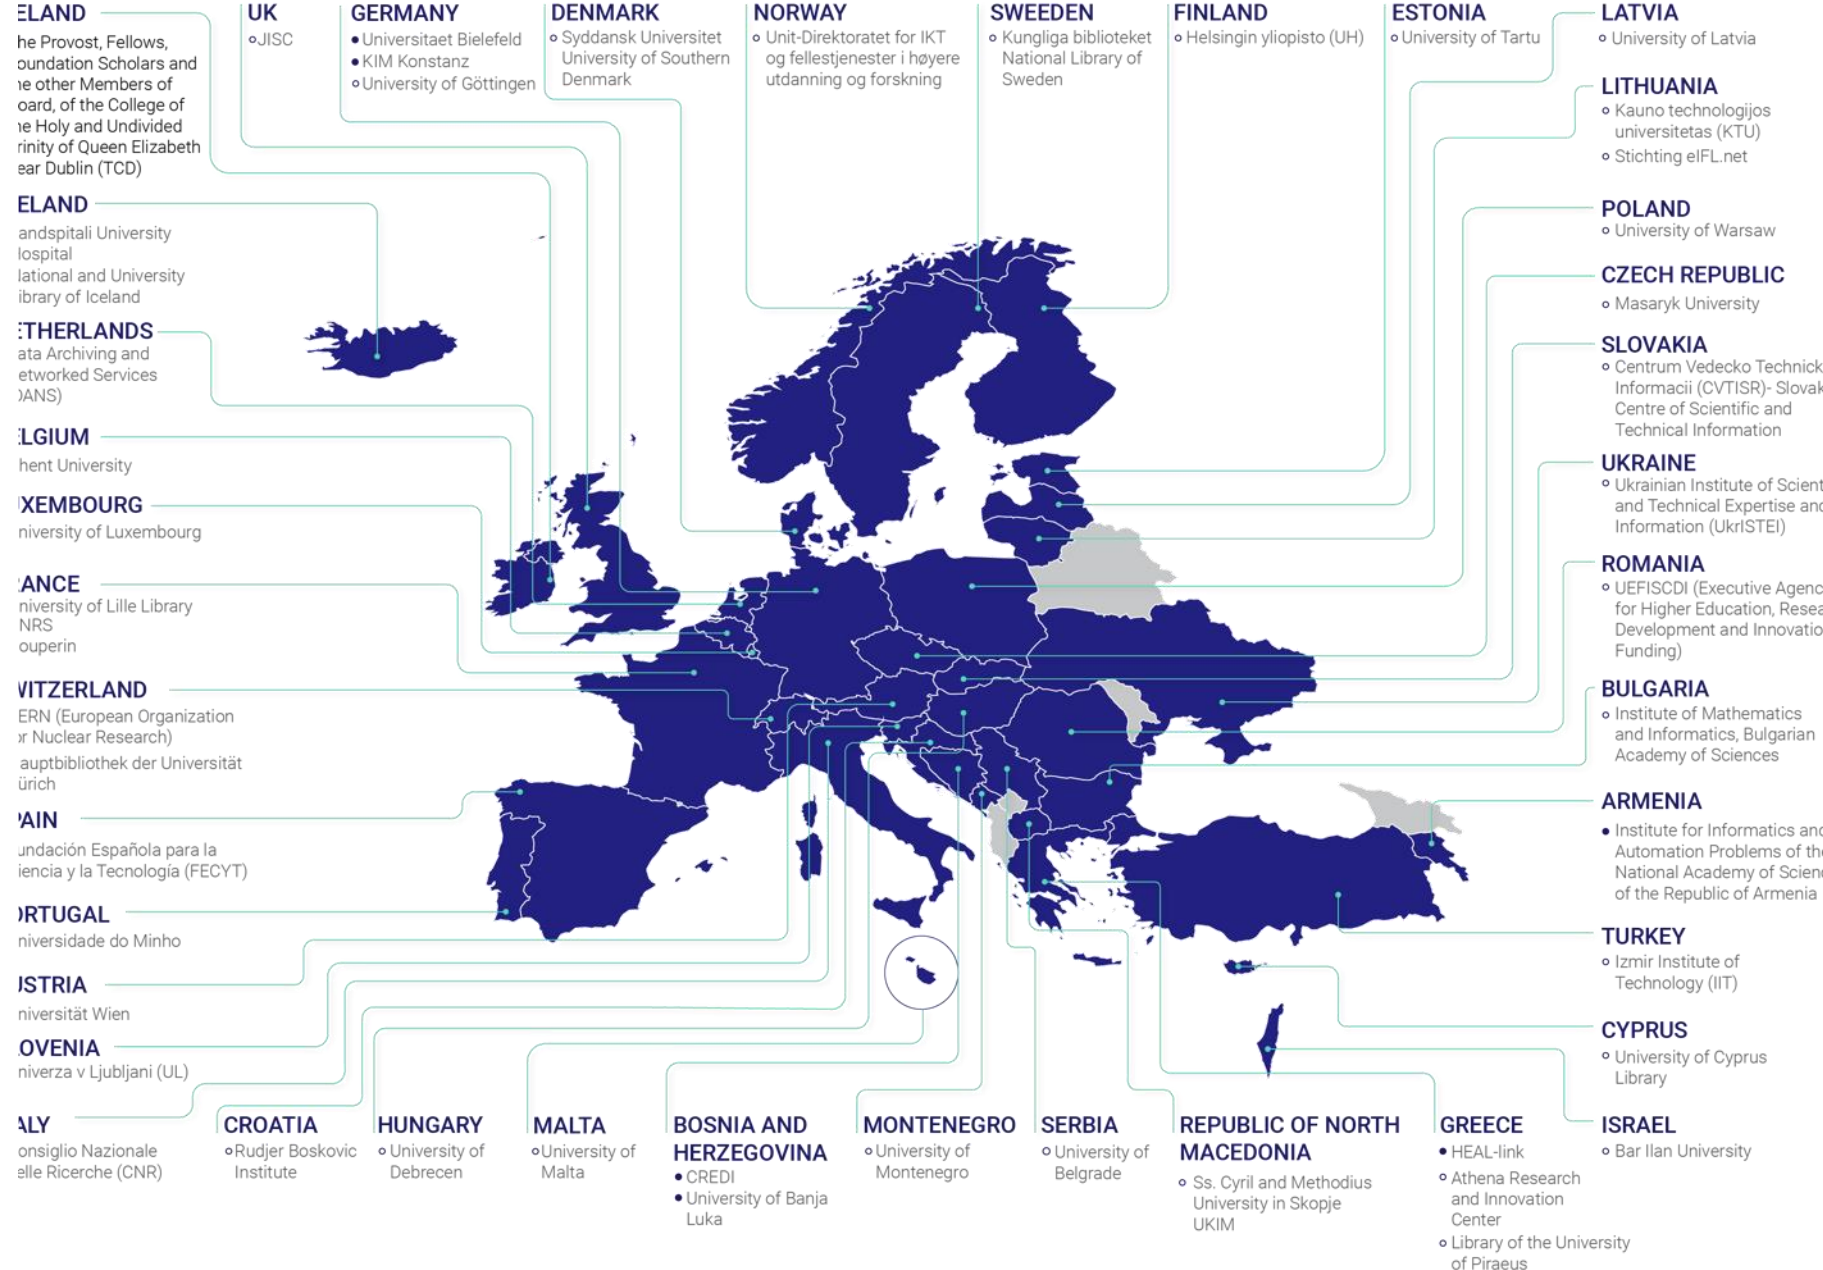 ELAND
he Provost, Fellows,
oundation Scholars and
he other Members of
oard, of the College of
he Holy and Undivided
rinity of Queen Elizabeth
ear Dublin (TCD)
UK
JISC
GERMANY
Universitaet Bielefeld
KIM Konstanz
University of Göttingen
DENMARK
Syddansk Universitet
University of Southern
Denmark
NORWAY
Unit-Direktoratet for IKT
og fellestjenester i høyere
utdanning og forskning
SWEEDEN
Kungliga biblioteket
National Library of
Sweden
FINLAND
Helsingin yliopisto (UH)
ESTONIA
University of Tartu
LATVIA
University of Latvia
LITHUANIA
Kauno technologijos
universitetas (KTU)
Stichting eIFL.net
POLAND
University of Warsaw
CZECH REPUBLIC
Masaryk University
SLOVAKIA
Centrum Vedecko Technick
Informacii (CVTISR)- Slovak
Centre of Scientific and
Technical Information
UKRAINE
Ukrainian Institute of Scient
and Technical Expertise and
Information (UkrISTEI)
ROMANIA
UEFISCDI (Executive Agenc
for Higher Education, Resea
Development and Innovatio
Funding)
BULGARIA
Institute of Mathematics
and Informatics, Bulgarian
Academy of Sciences
ARMENIA
Institute for Informatics and
Automation Problems of the
National Academy of Scienc
of the Republic of Armenia
TURKEY
Izmir Institute of
Technology (IIT)
CYPRUS
University of Cyprus
Library
ISRAEL
Bar Ilan University
ELAND
andspitali University
lospital
lational and University
ibrary of Iceland
ETHERLANDS
ata Archiving and
etworked Services
DANS)
ELGIUM
hent University
XEMBOURG
niversity of Luxembourg
RANCE
niversity of Lille Library
NRS
ouperin
WITZERLAND
ERN (European Organization
or Nuclear Research)
auptbibliothek der Universität
ürich
PAIN
undación Española para la
iencia y la Tecnología (FECYT)
ORTUGAL
niversidade do Minho
USTRIA
niversität Wien
OVENIA
niverza v Ljubljani (UL)
ALY
onsiglio Nazionale
elle Ricerche (CNR)
CROATIA
Rudjer Boskovic
Institute
HUNGARY
University of
Debrecen
MALTA
University of
Malta
BOSNIA AND
HERZEGOVINA
CREDI
University of Banja
Luka
MONTENEGRO
University of
Montenegro
SERBIA
University of
Belgrade
REPUBLIC OF NORTH
MACEDONIA
Ss. Cyril and Methodius
University in Skopje
UKIM
GREECE
HEAL-link
Athena Research
and Innovation
Center
Library of the University
of Piraeus